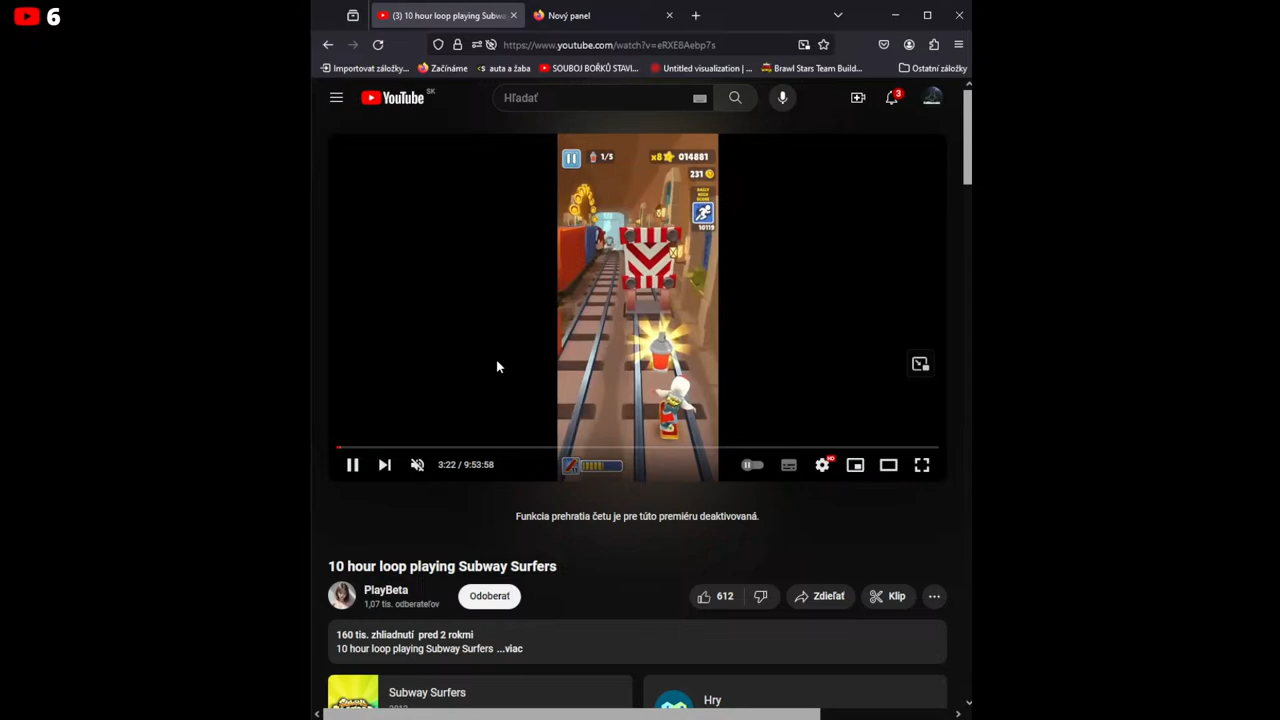 6
(3) 10 hour loop playing Subwa
Nový panel
https://www.youtube.com/watch?v=eRXE8Aebp7s
Importovat záložky...
Začínáme
auta a žaba
SOUBOJ BOŘKŮ STAVI...
Untitled visualization | ...
Brawl Stars Team Build...
Ostatní záložky
YouTube SK
Hľadať
3
1/5
x8 014881
231
10119
3:22 / 9:53:58
HD
Funkcia prehratia četu je pre túto premiéru deaktivovaná.
10 hour loop playing Subway Surfers
PlayBeta
1,07 tis. odberateľov
Odoberať
612
Zdieľať
Klip
160 tis. zhliadnutí pred 2 rokmi
10 hour loop playing Subway Surfers ...viac
Subway Surfers
Hry